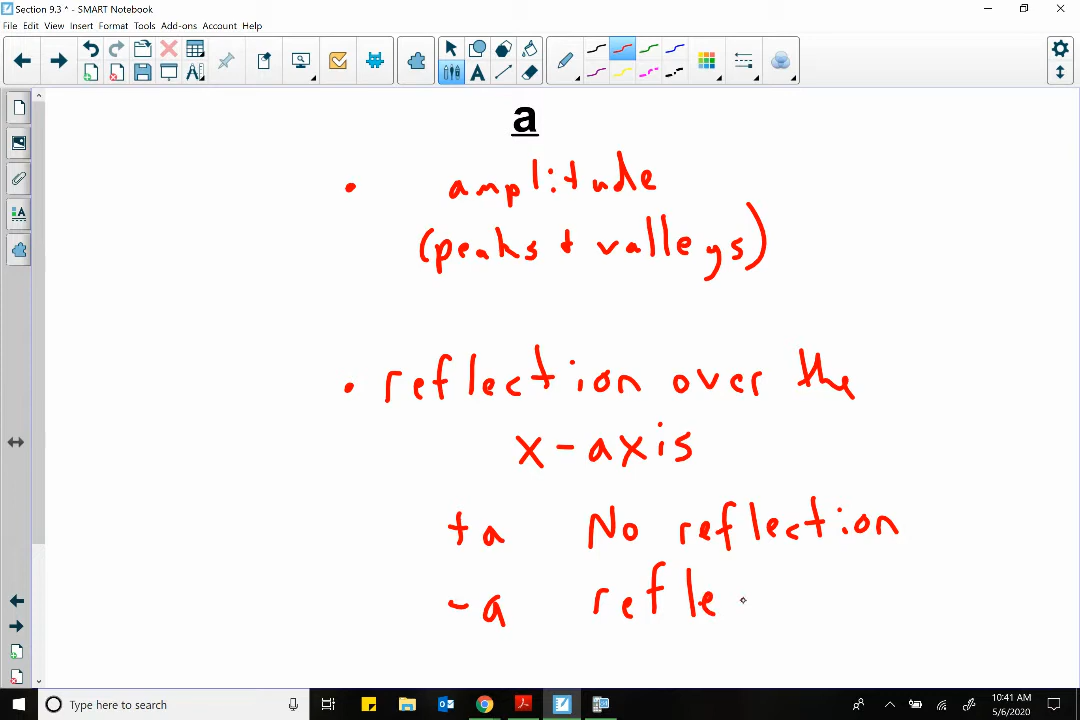 Section 9.3 * - SMART Notebook
File Edit View Insert Format Tools Add-ons Account Help
a
• amplitude
(peaks + valleys)
• reflection over the
x-axis
+a No reflection
-a refle
Type here to search
10:41 AM
5/6/2020